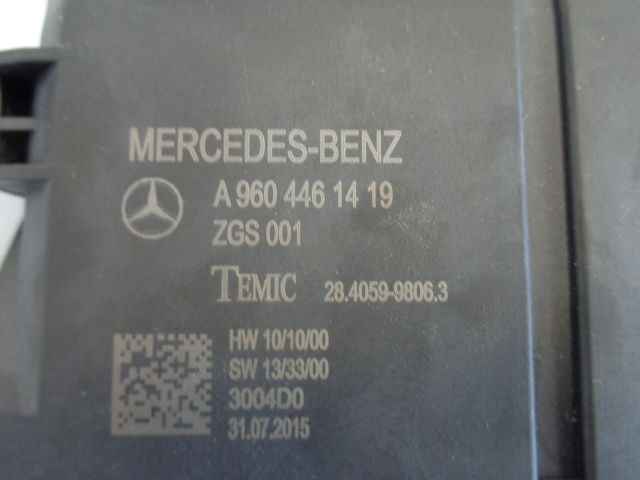 MERCEDES-BENZ
A 960 446 14 19
ZGS 001
TEMIC 28.4059-9806.3
HW 10/10/00
SW 13/33/00
3004D0
31.07.2015